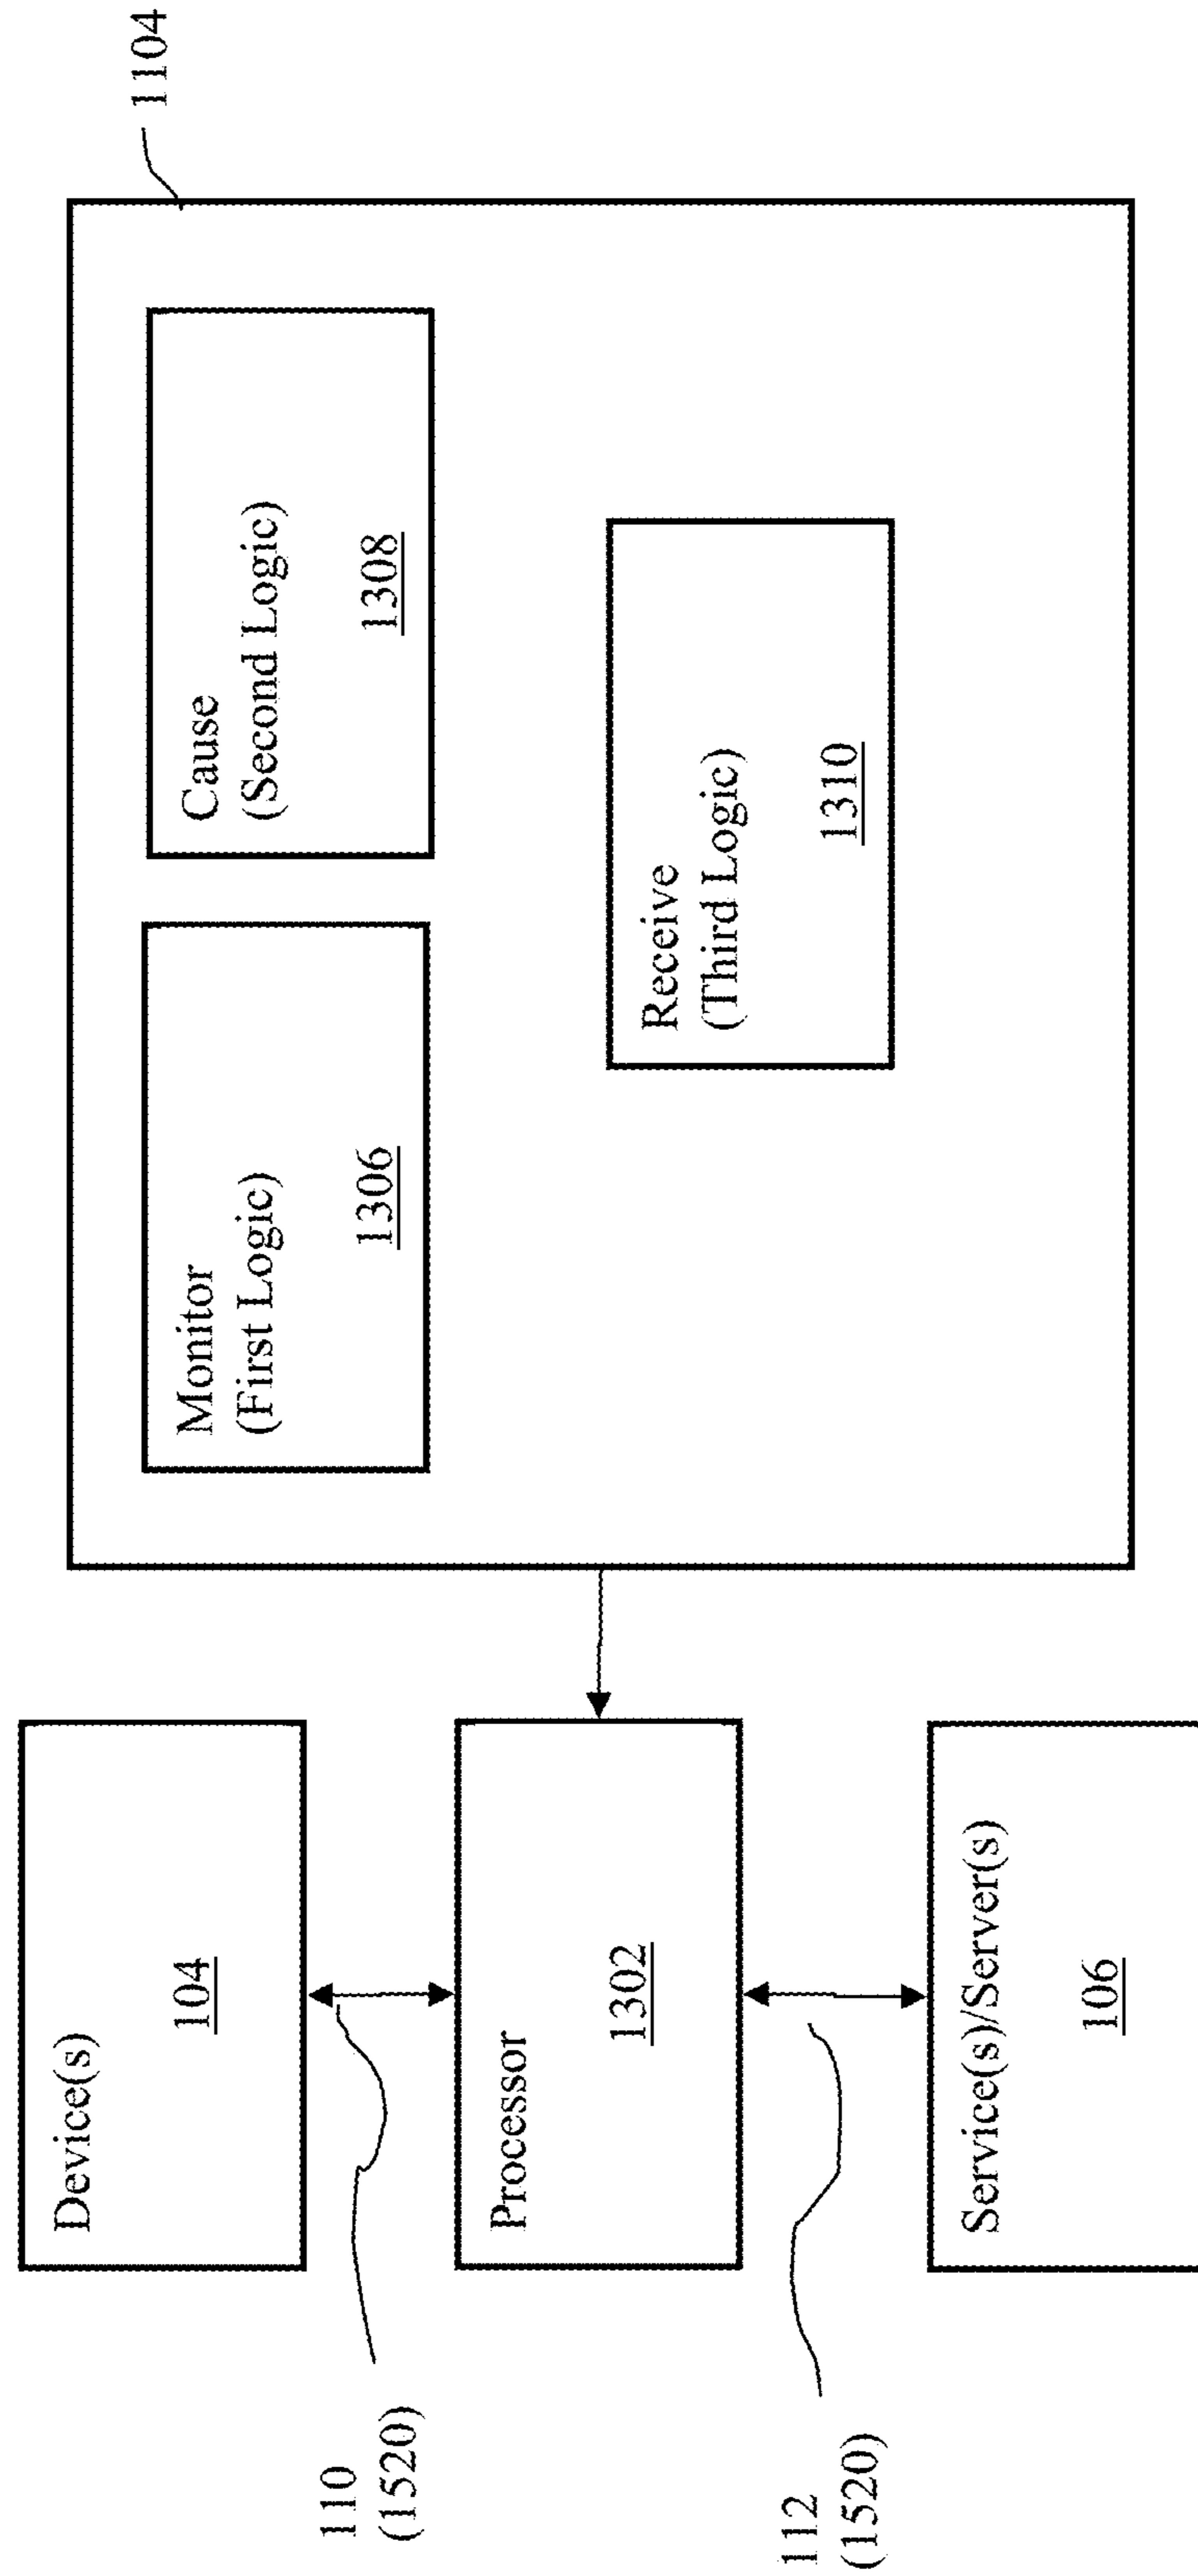 Device(s)
104
110
(1520)
Processor
1302
112
(1520)
Service(s)/Server(s)
106
Monitor
(First Logic)
1306
Cause
(Second Logic)
1308
Receive
(Third Logic)
1310
1104